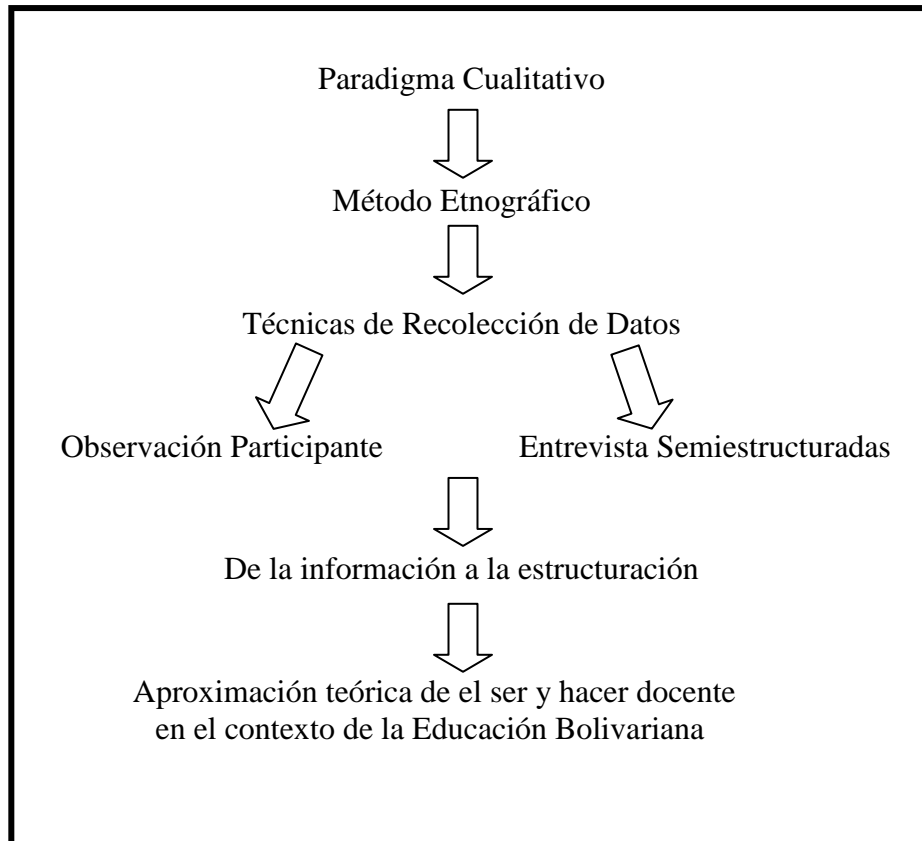 Paradigma Cualitativo
Método Etnográfico
Técnicas de Recolección de Datos
Observación Participante
Entrevista Semiestructuradas
De la información a la estructuración
Aproximación teórica de el ser y hacer docente
en el contexto de la Educación Bolivariana